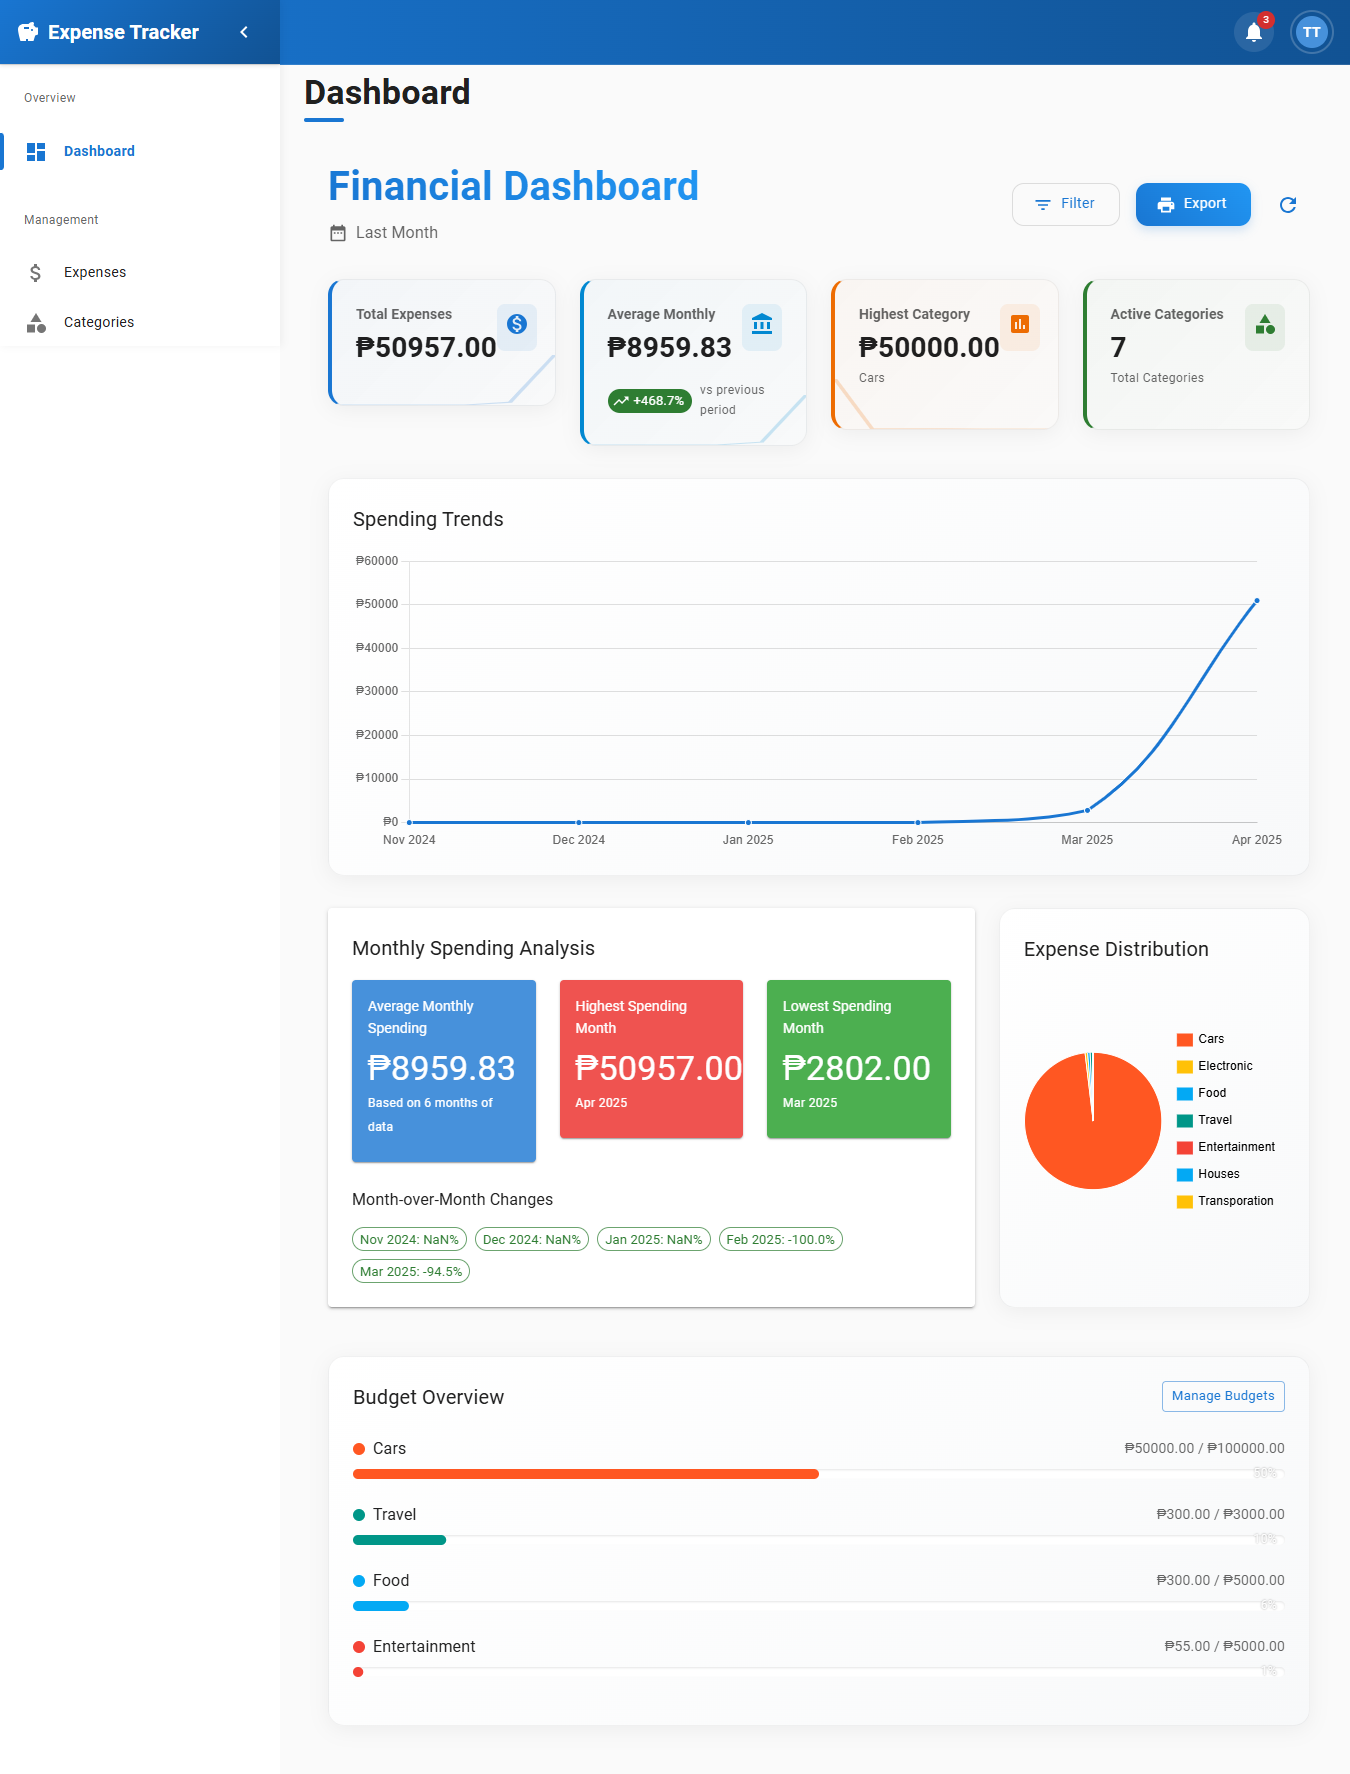 Expense Tracker
3
TT
Overview
Dashboard
Management
Expenses
Categories
Dashboard
Financial Dashboard
Last Month
Filter
Export
Total Expenses
₱50957.00
Average Monthly
₱8959.83
+468.7%
vs previous
period
Highest Category
₱50000.00
Cars
Active Categories
7
Total Categories
Spending Trends
₱60000
₱50000
₱40000
₱30000
₱20000
₱10000
₱0
Nov 2024
Dec 2024
Jan 2025
Feb 2025
Mar 2025
Apr 2025
Monthly Spending Analysis
Average Monthly
Spending
₱8959.83
Based on 6 months of
data
Highest Spending
Month
₱50957.00
Apr 2025
Lowest Spending
Month
₱2802.00
Mar 2025
Month-over-Month Changes
Nov 2024: NaN%
Dec 2024: NaN%
Jan 2025: NaN%
Feb 2025: -100.0%
Mar 2025: -94.5%
Expense Distribution
Cars
Electronic
Food
Travel
Entertainment
Houses
Transporation
Budget Overview
Manage Budgets
Cars
₱50000.00 / ₱100000.00
50%
Travel
₱300.00 / ₱3000.00
10%
Food
₱300.00 / ₱5000.00
6%
Entertainment
₱55.00 / ₱5000.00
1%